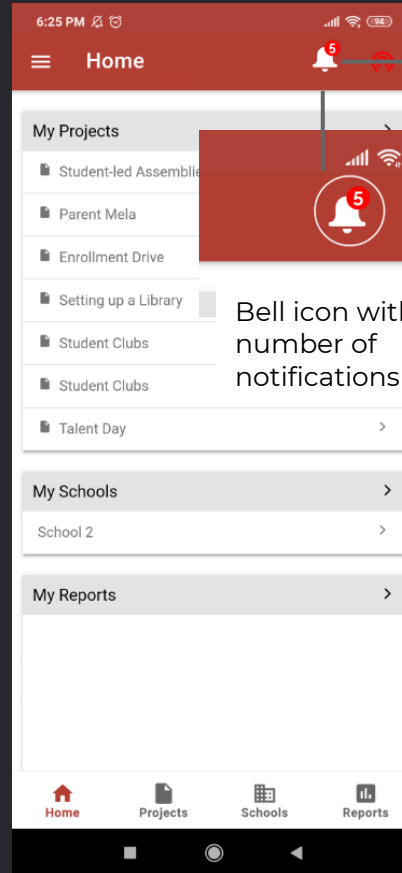 6:25 PM
94
Home
5
My Projects
Student-led Assemblie
5
Parent Mela
Enrollment Drive
Setting up a Library
Bell icon with
number of
notifications
Student Clubs
Student Clubs
Talent Day
My Schools
School 2
My Reports
Home Projects Schools Reports